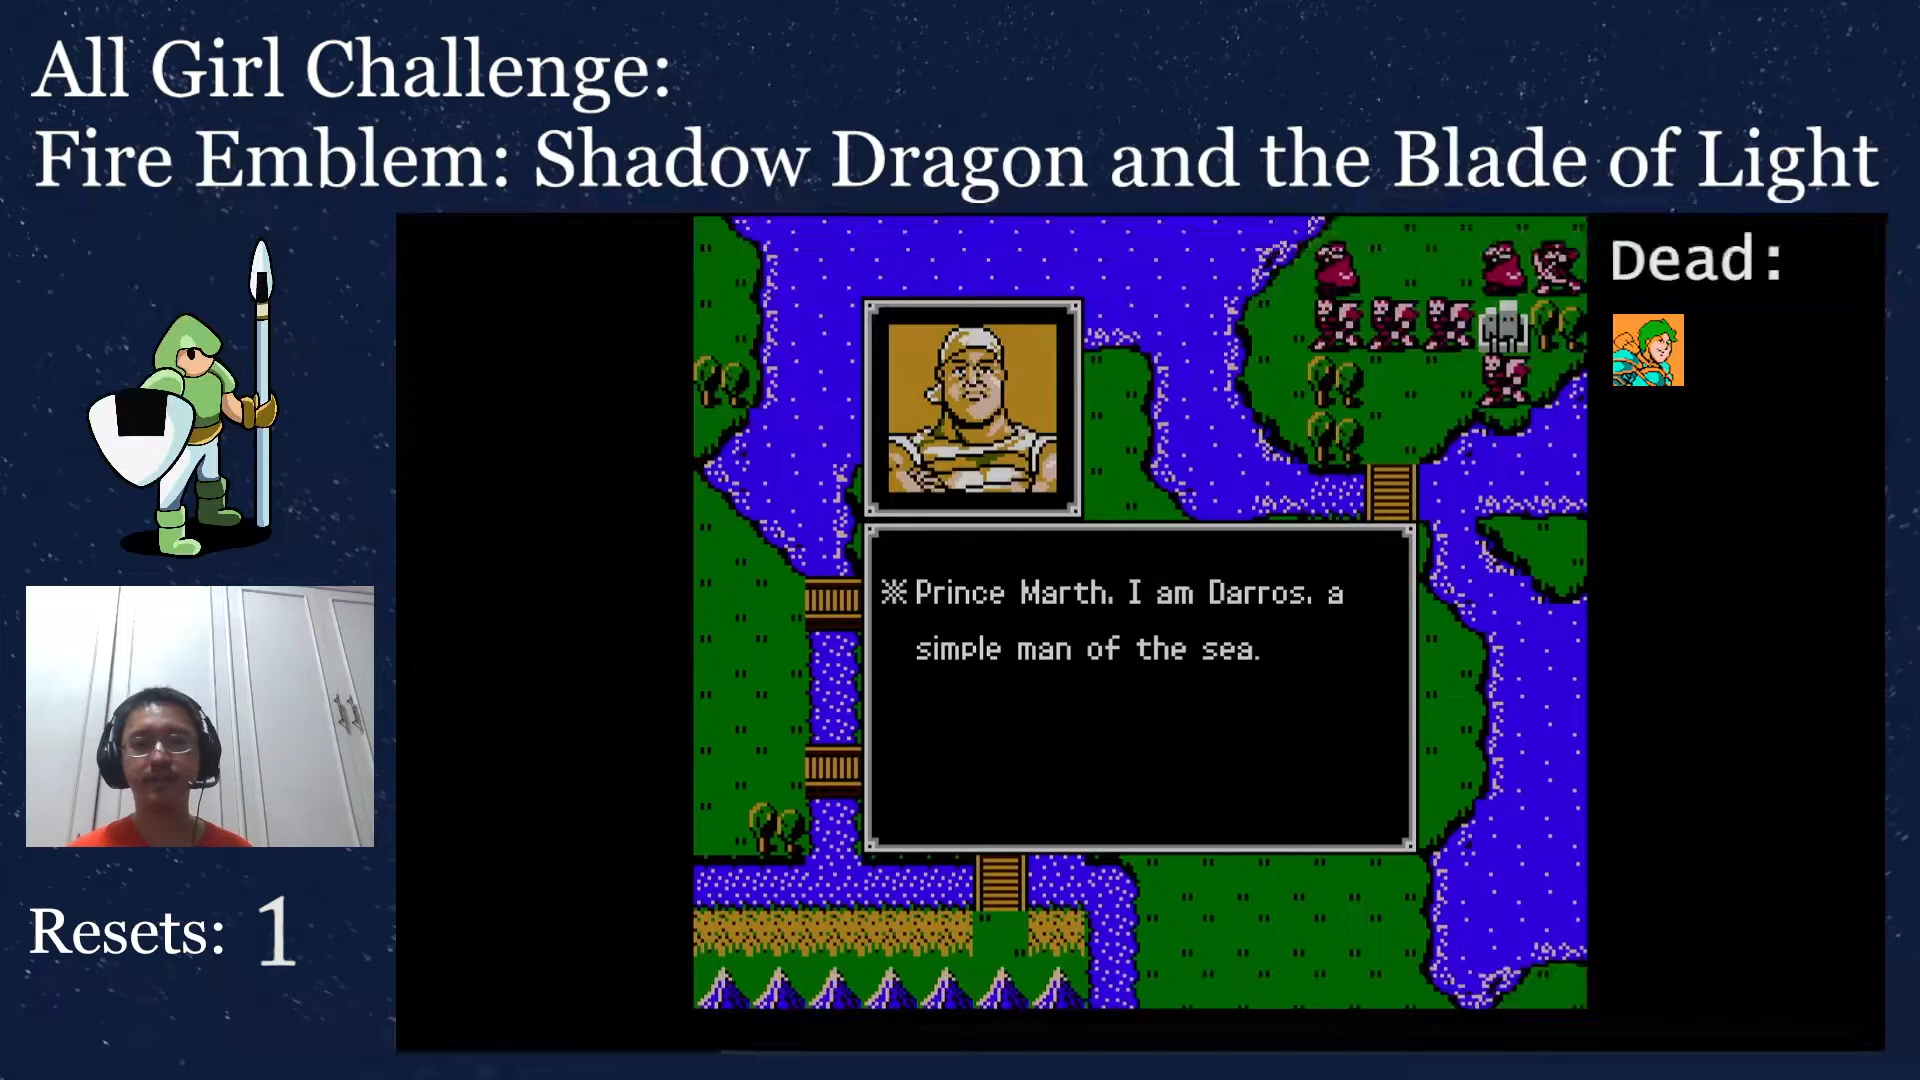 All Girl Challenge:
Fire Emblem: Shadow Dragon and the Blade of Light
Dead:
※Prince Marth. I am Darros, a
simple man of the sea.
Resets: 1